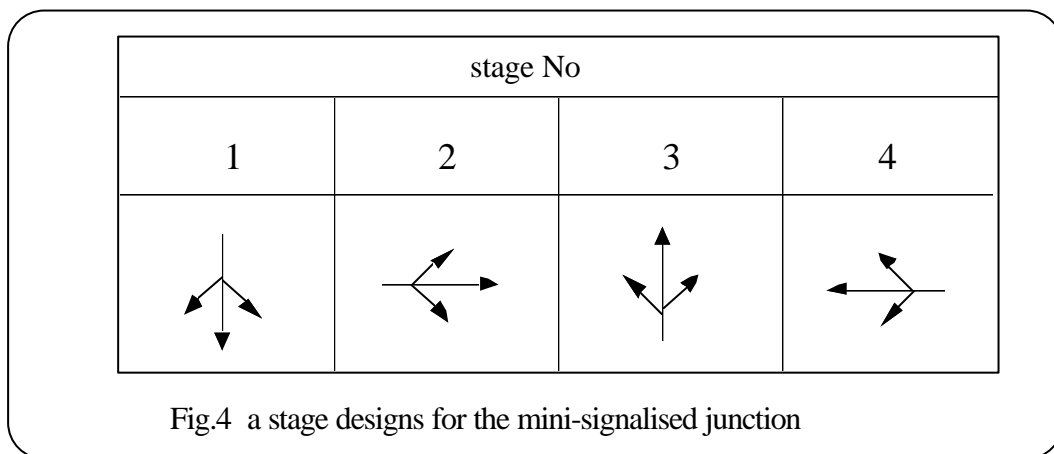 stage No
1 2 3 4
Fig.4 a stage designs for the mini-signalised junction